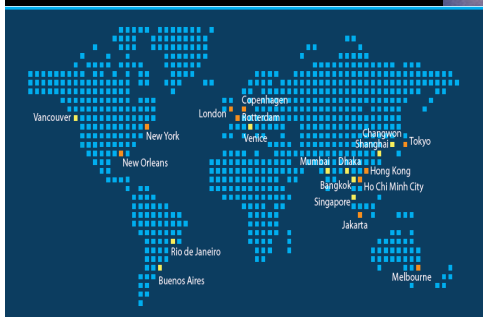 Copenhagen
London
Rotterdam
Vancouver
New York
Venice
Changwon
Tokyo
Shanghai
New Orleans
Mumbai
Dhaka
Hong Kong
Bangkok
Ho Chi Minh City
Singapore
Jakarta
Rio de Janeiro
Buenos Aires
Melbourne